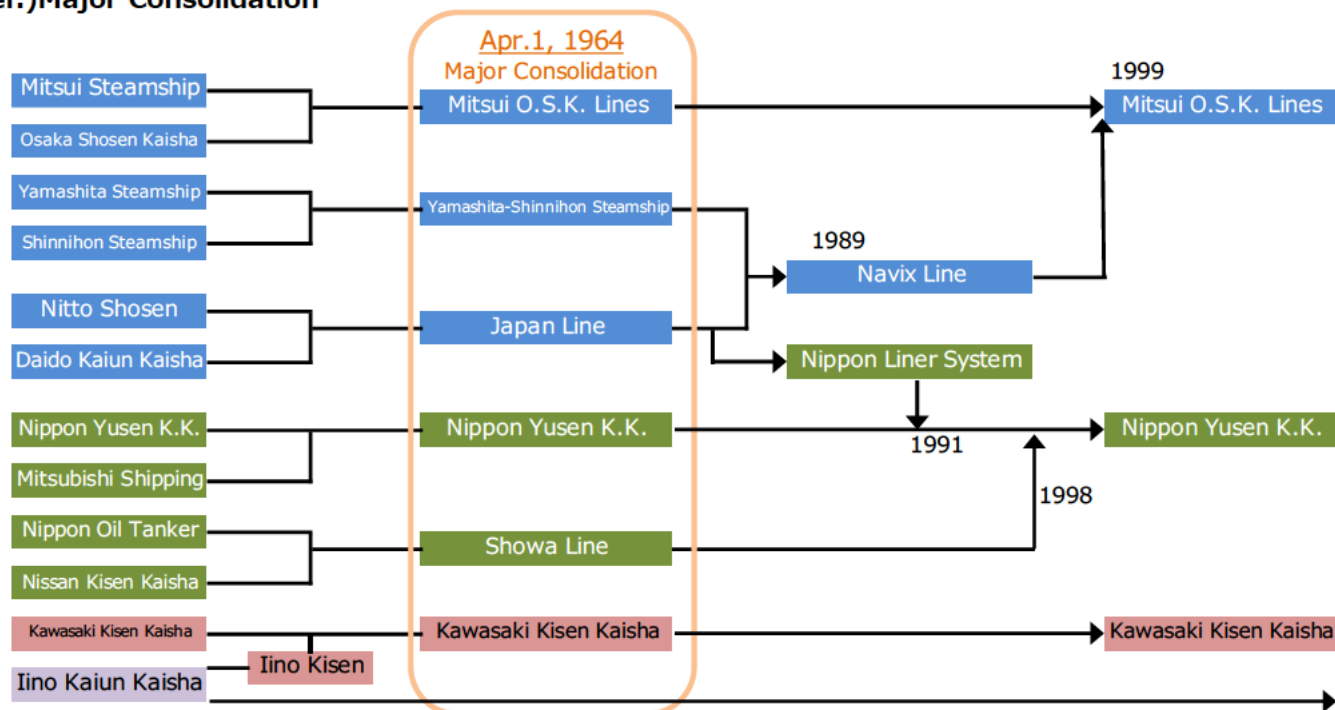 er.)Major Consolidation
Apr.1, 1964
Major Consolidation
1999
Mitsui Steamship
Mitsui O.S.K. Lines
Mitsui O.S.K. Lines
Osaka Shosen Kaisha
Yamashita Steamship
Yamashita-Shinnihon Steamship
Shinnihon Steamship
1989
Navix Line
Nitto Shosen
Japan Line
Daido Kaiun Kaisha
Nippon Liner System
Nippon Yusen K.K.
Nippon Yusen K.K.
Nippon Yusen K.K.
1991
Mitsubishi Shipping
1998
Nippon Oil Tanker
Showa Line
Nissan Kisen Kaisha
Kawasaki Kisen Kaisha
Kawasaki Kisen Kaisha
Kawasaki Kisen Kaisha
Iino Kisen
Iino Kaiun Kaisha